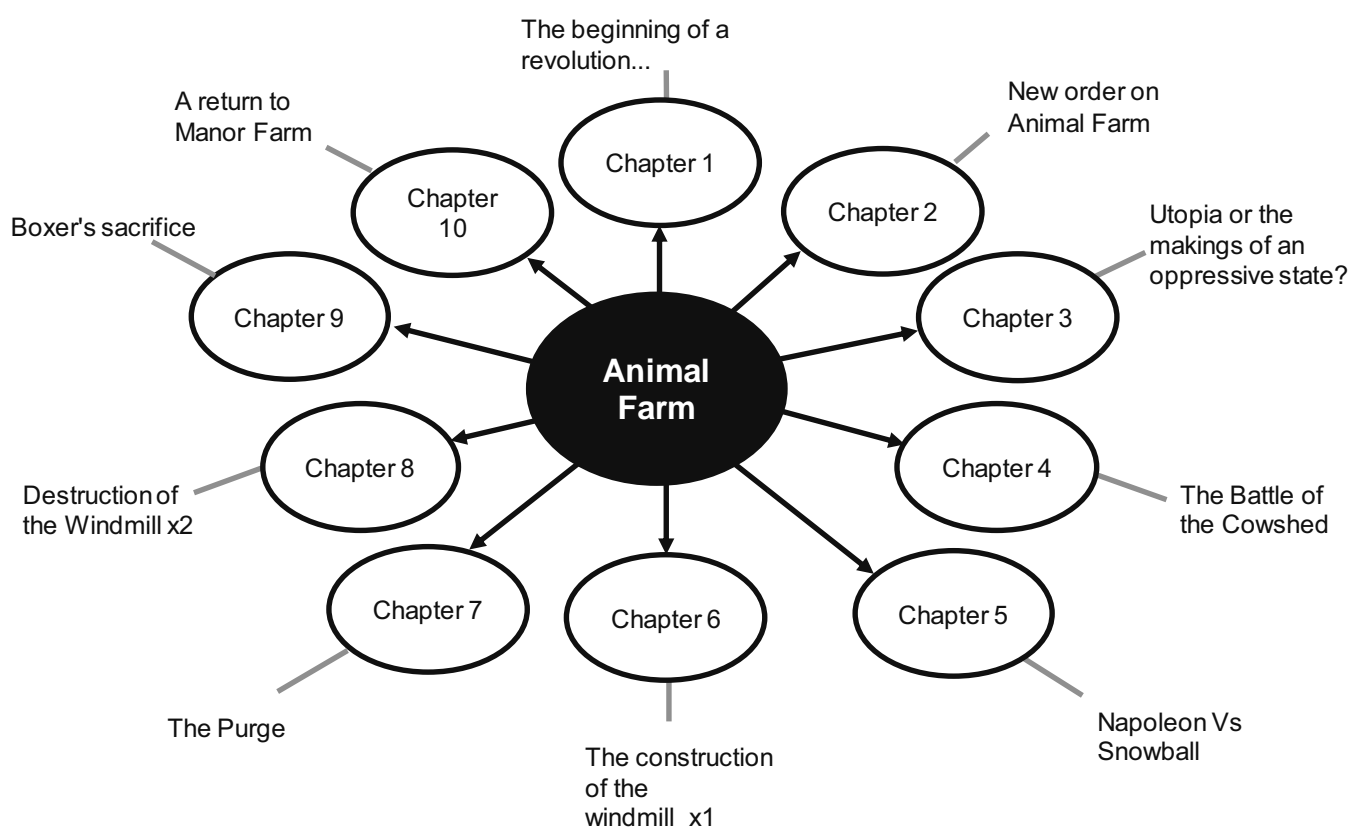 The beginning of a
revolution...
Chapter 1
New order on
Animal Farm
Chapter 2
Utopia or the
makings of an
oppressive state?
Chapter 3
The Battle of
the Cowshed
Chapter 4
Napoleon Vs
Snowball
Chapter 5
The construction
of the
windmill x1
Chapter 6
The Purge
Chapter 7
Destruction of
the Windmill x2
Chapter 8
Boxer's sacrifice
Chapter 9
A return to
Manor Farm
Chapter
10
Animal
Farm